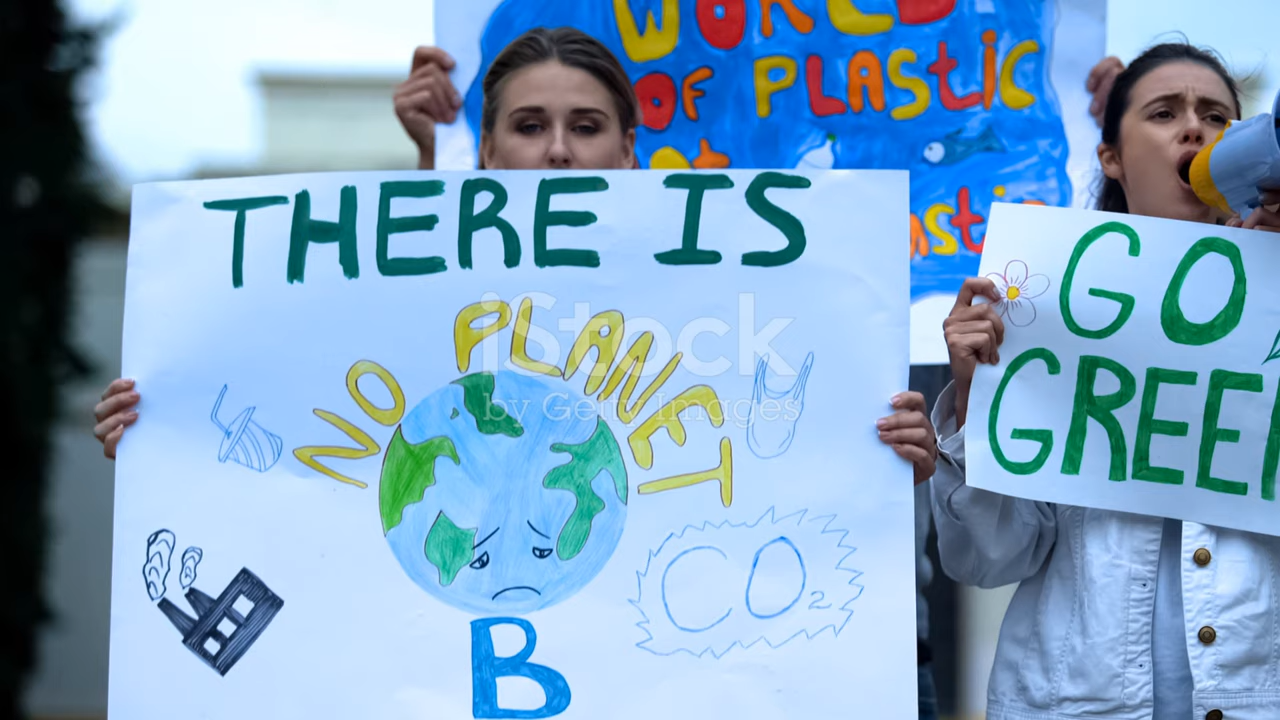 WORLD
OF PLASTIC
THERE IS
NO PLANET
B
CO₂
GO
GREEN
iStock
by Getty Images